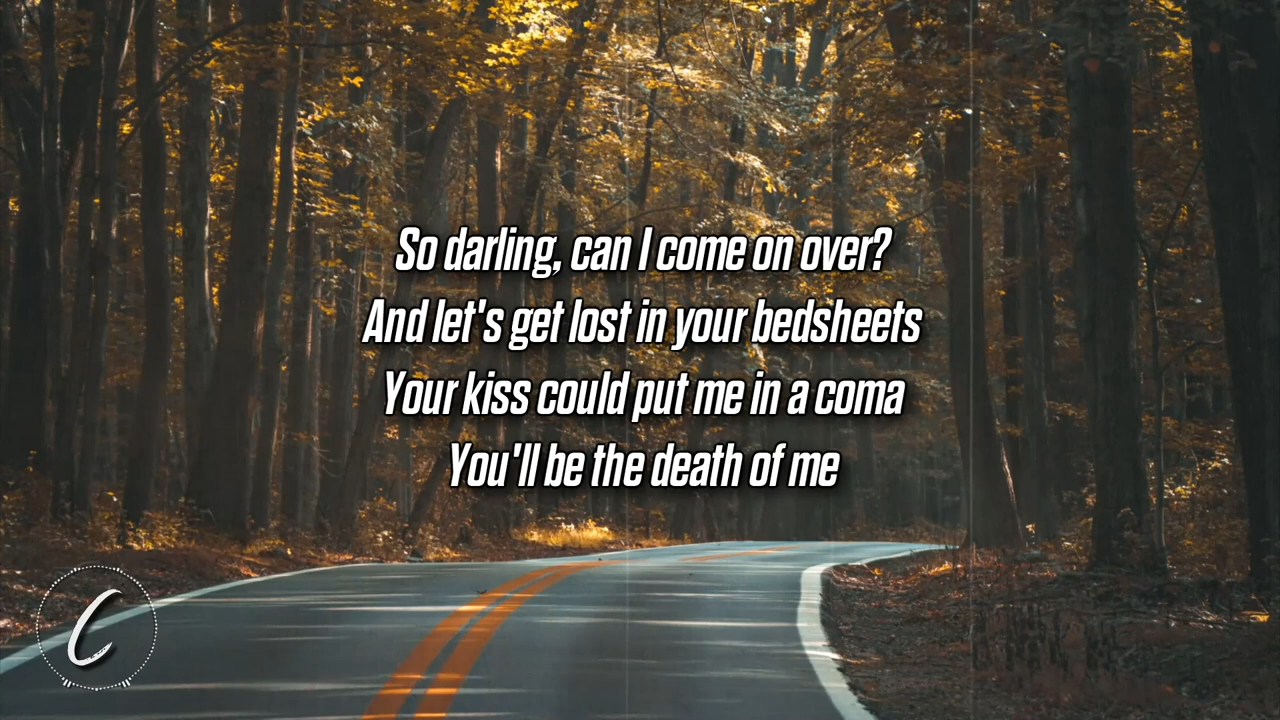 So darling, can I come on over?
And let's get lost in your bedsheets
Your kiss could put me in a coma
You'll be the death of me
C